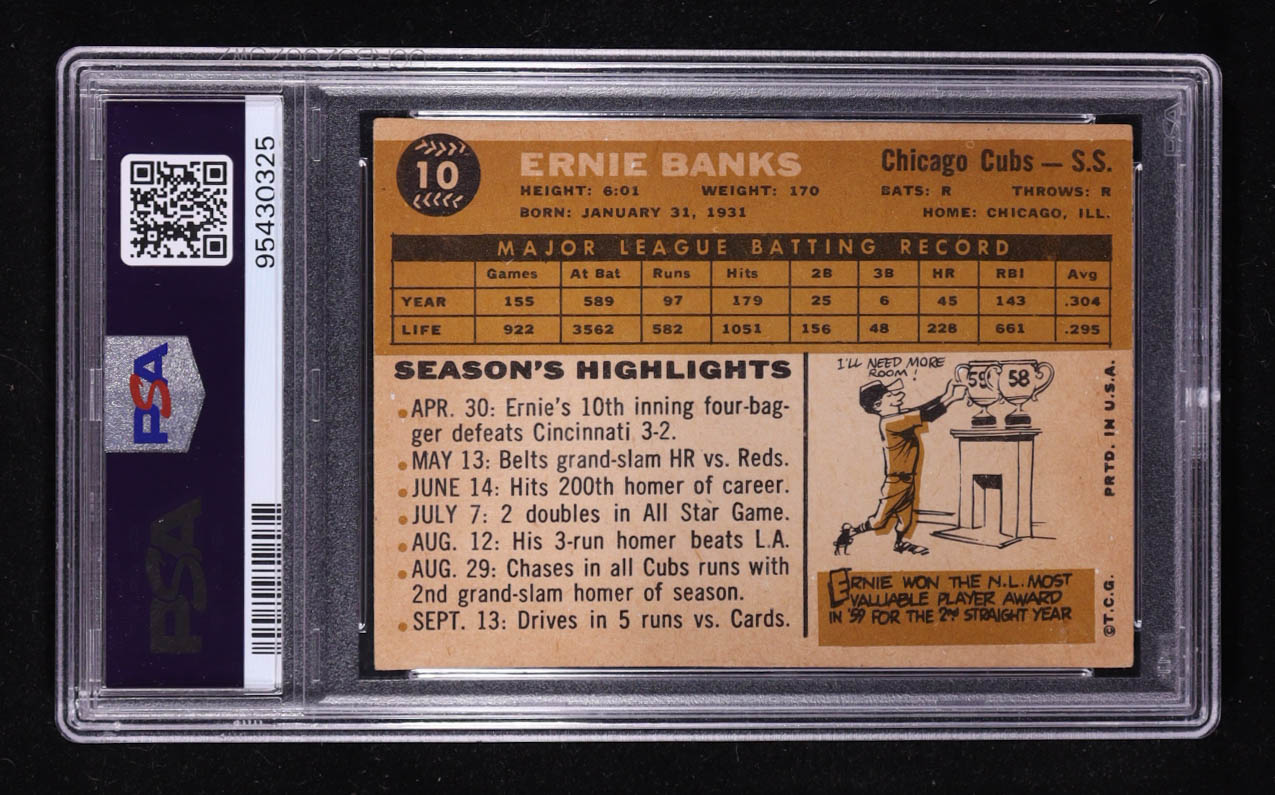 95430325
PSA
PSA
PSA
10
ERNIE BANKS
Chicago Cubs — S.S.
HEIGHT: 6:01 WEIGHT: 170 BATS: R THROWS: R
BORN: JANUARY 31, 1931 HOME: CHICAGO, ILL.
MAJOR LEAGUE BATTING RECORD
Games At Bat Runs Hits 2B 3B HR RBI Avg
YEAR 155 589 97 179 25 6 45 143 .304
LIFE 922 3562 582 1051 156 48 228 661 .295
SEASON'S HIGHLIGHTS
APR. 30: Ernie's 10th inning four-bag-
ger defeats Cincinnati 3-2.
MAY 13: Belts grand-slam HR vs. Reds.
JUNE 14: Hits 200th homer of career.
JULY 7: 2 doubles in All Star Game.
AUG. 12: His 3-run homer beats L.A.
AUG. 29: Chases in all Cubs runs with
2nd grand-slam homer of season.
SEPT. 13: Drives in 5 runs vs. Cards.
I'LL NEED MORE
ROOM!
59 58
ERNIE WON THE N.L. MOST
VALUABLE PLAYER AWARD
IN '59 FOR THE 2ND STRAIGHT YEAR
PRTD. IN U.S.A.
©T.C.G.